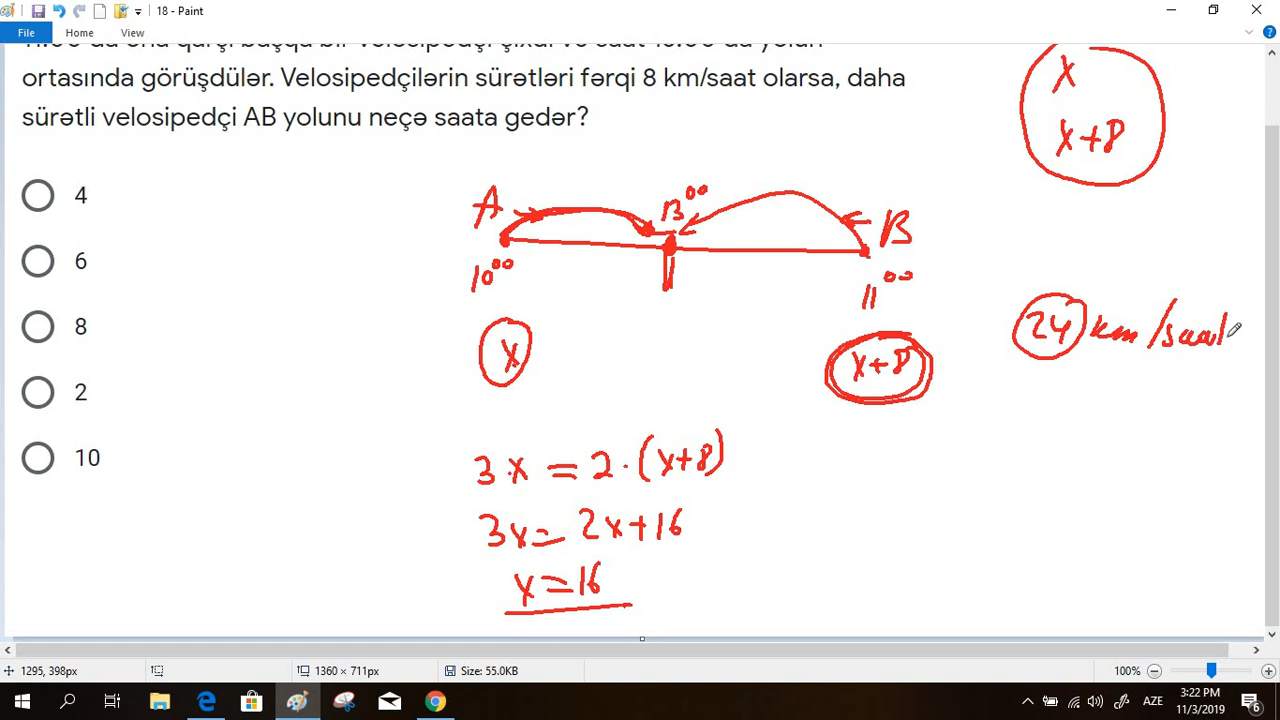 18 - Paint
File Home View
ortasında görüşdülər. Velosipedçilərin sürətləri fərqi 8 km/saat olarsa, daha
sürətli velosipedçi AB yolunu neçə saata gedər?
x
x+8
4
6
8
2
10
A
13⁰⁰
B
10⁰⁰
11⁰⁰
x
x+8
24 km/saat
3·x = 2·(x+8)
3x = 2x+16
x=16
1295, 398px
1360 × 711px
Size: 55.0KB
100%
AZE
3:22 PM
11/3/2019
6